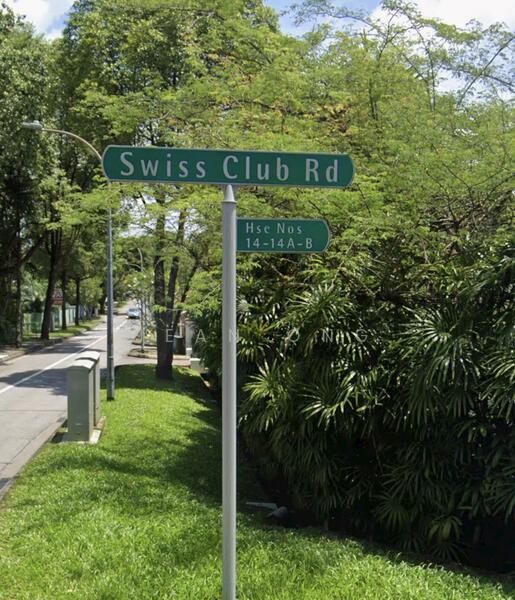 Swiss Club Rd
Hse Nos
14-14A-B